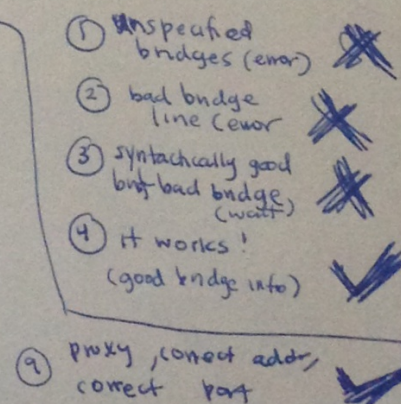 ① unspecified
bridges (error)
② bad bridge
line (error
③ syntachically good
but bad bridge
(wait)
④ it works!
(good bridge info)
⑨ proxy, correct addr,
correct port